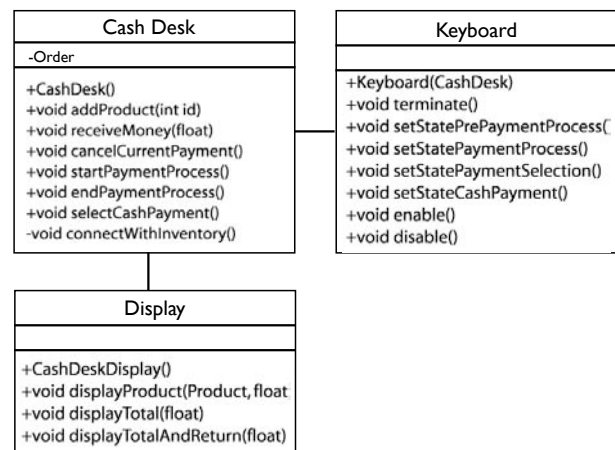 Cash Desk
-Order
+CashDesk()
+void addProduct(int id)
+void receiveMoney(float)
+void cancelCurrentPayment()
+void startPaymentProcess()
+void endPaymentProcess()
+void selectCashPayment()
-void connectWithInventory()
Keyboard
+Keyboard(CashDesk)
+void terminate()
+void setStatePrePaymentProcess(
+void setStatePaymentProcess()
+void setStatePaymentSelection()
+void setStateCashPayment()
+void enable()
+void disable()
Display
+CashDeskDisplay()
+void displayProduct(Product, float
+void displayTotal(float)
+void displayTotalAndReturn(float)